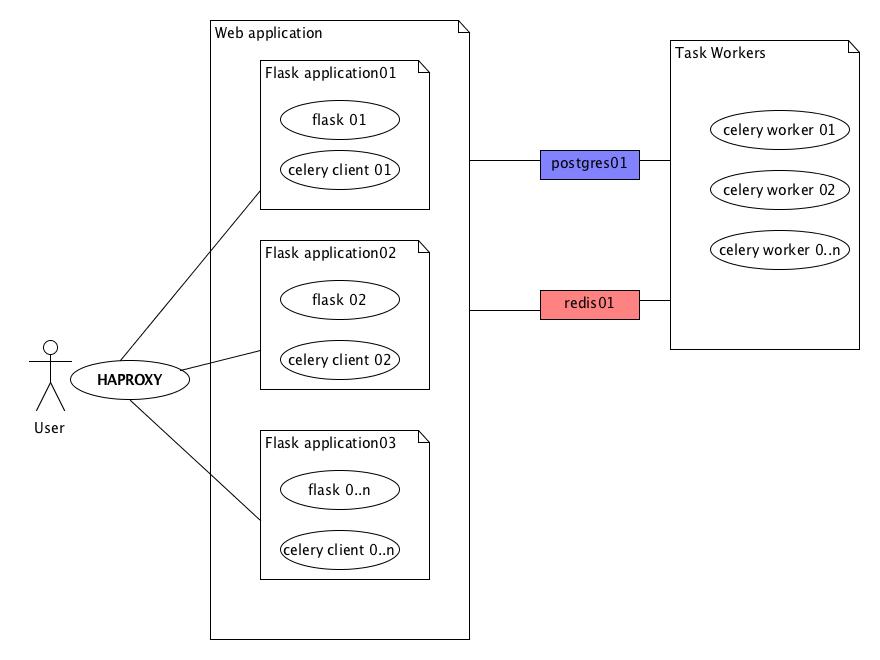 Web application
Flask application01
flask 01
celery client 01
Flask application02
flask 02
celery client 02
Flask application03
flask 0..n
celery client 0..n
HAPROXY
User
postgres01
redis01
Task Workers
celery worker 01
celery worker 02
celery worker 0..n